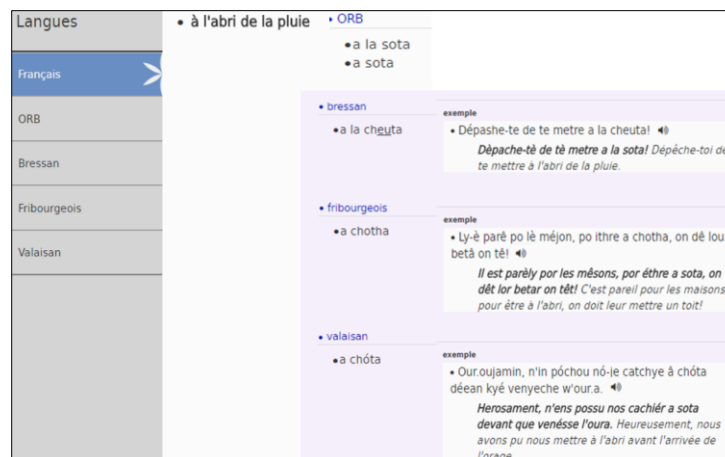 Langues
Français
ORB
Bressan
Fribourgeois
Valaisan
• à l'abri de la pluie
• ORB
•a la sota
•a sota
• bressan
•a la cheuta
exemple
• Dépashe-te de te metre a la cheuta!
Dèpache-tè de tè metre a la sota! Dépêche-toi de
te mettre à l'abri de la pluie.
• fribourgeois
•a chotha
exemple
• Ly-è parê po lè méjon, po ithre a chotha, on dê lou
betâ on tê!
Il est parèly por les mêsons, por éthre a sota, on
dêt lor betar on têt! C'est pareil pour les maisons
pour être à l'abri, on doit leur mettre un toit!
• valaisan
•a chóta
exemple
• Our.oujamin, n'in póchou nó-ie catchye â chóta
déean kyé venyeche w'our.a.
Herosament, n'ens possu nos cachiér a sota
devant que venésse l'oura. Heureusement, nous
avons pu nous mettre à l'abri avant l'arrivée de
l'orage.